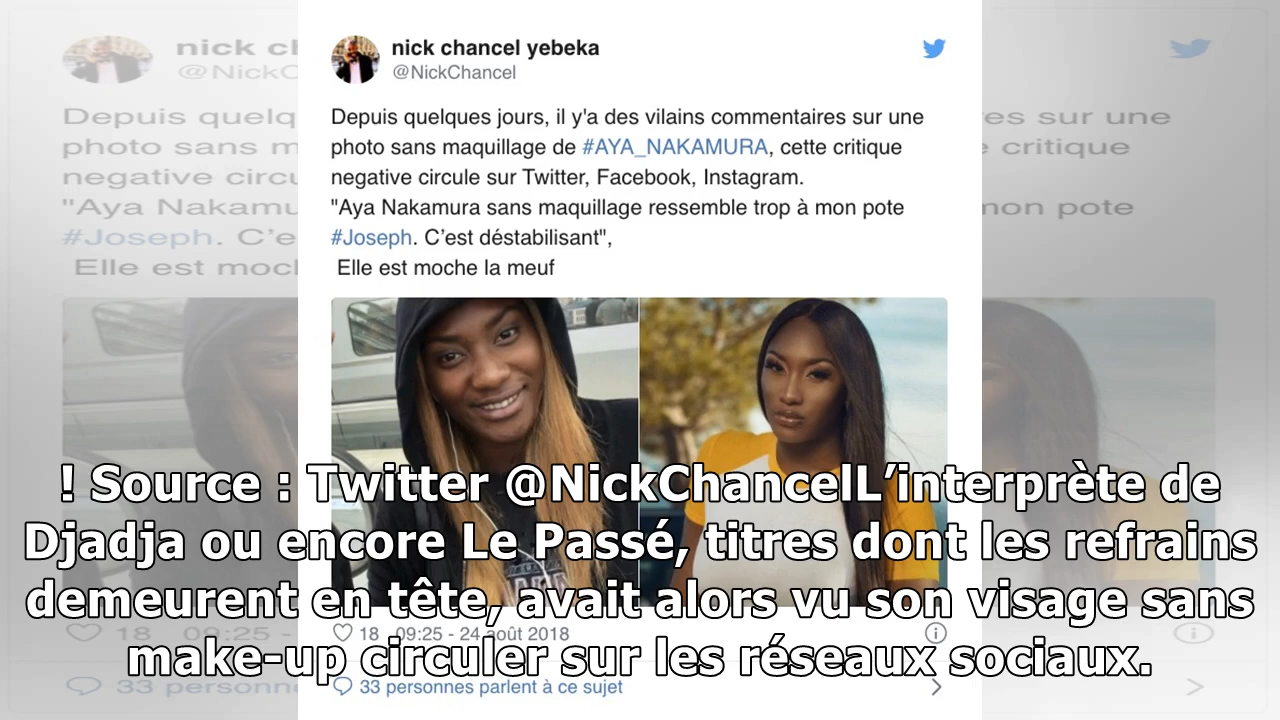 nick chancel yebeka
@NickChancel
Depuis quelques jours, il y'a des vilains commentaires sur une
photo sans maquillage de #AYA_NAKAMURA, cette critique
negative circule sur Twitter, Facebook, Instagram.
"Aya Nakamura sans maquillage ressemble trop à mon pote
#Joseph. C’est déstabilisant",
Elle est moche la meuf
! Source : Twitter @NickChancelL’interprète de
Djadja ou encore Le Passé, titres dont les refrains
demeurent en tête, avait alors vu son visage sans
make-up circuler sur les réseaux sociaux.
18 09:25 - 24 août 2018
33 personnes parlent à ce sujet